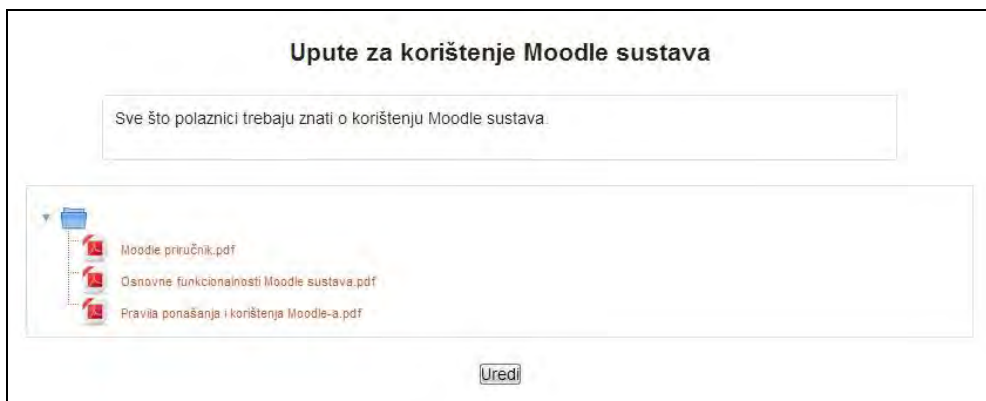 Upute za korištenje Moodle sustava
Sve što polaznici trebaju znati o korištenju Moodle sustava.
Moodle priručnik.pdf
Osnovne funkcionalnosti Moodle sustava.pdf
Pravila ponašanja i korištenja Moodle-a.pdf
Uredi